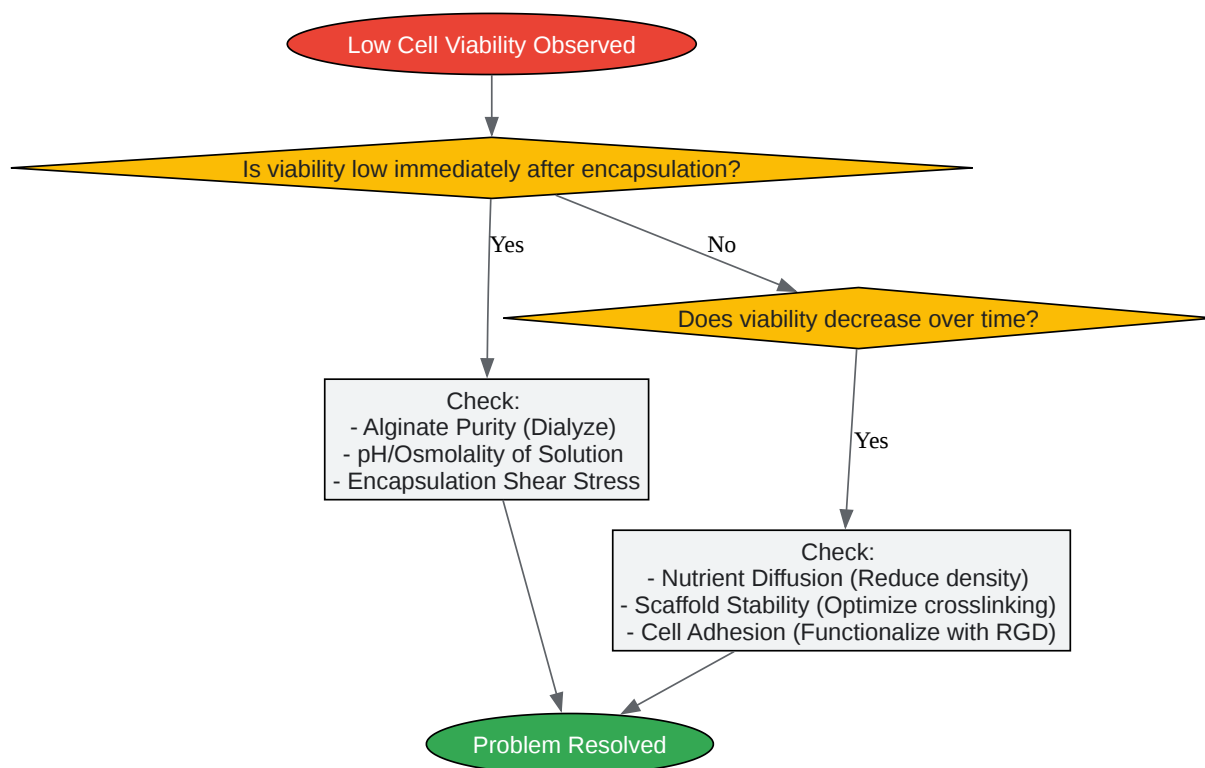 Low Cell Viability Observed
Is viability low immediately after encapsulation?
Yes
No
Does viability decrease over time?
Check:
- Alginate Purity (Dialyze)
- pH/Osmolality of Solution
- Encapsulation Shear Stress
Yes
Check:
- Nutrient Diffusion (Reduce density)
- Scaffold Stability (Optimize crosslinking)
- Cell Adhesion (Functionalize with RGD)
Problem Resolved